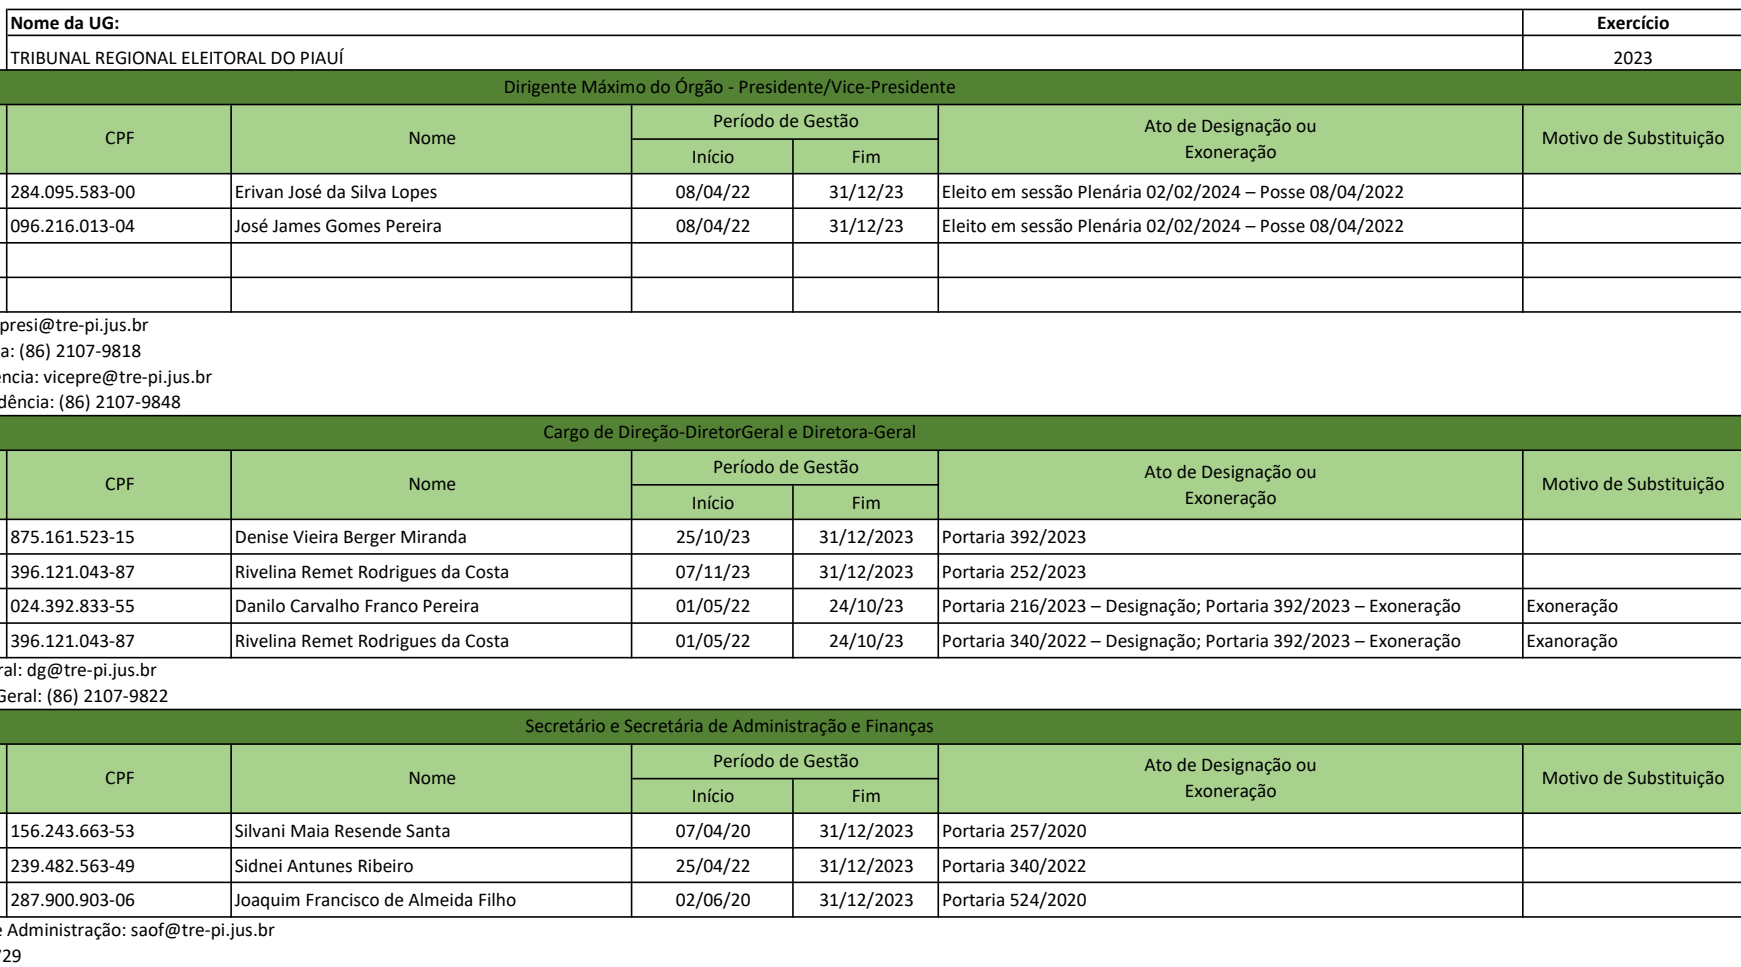 Nome da UG: Exercício
TRIBUNAL REGIONAL ELEITORAL DO PIAUÍ 2023
Dirigente Máximo do Órgão - Presidente/Vice-Presidente
CPF Nome Período de Gestão Ato de Designação ou Exoneração Motivo de Substituição
Início Fim
284.095.583-00 Erivan José da Silva Lopes 08/04/22 31/12/23 Eleito em sessão Plenária 02/02/2024 – Posse 08/04/2022
096.216.013-04 José James Gomes Pereira 08/04/22 31/12/23 Eleito em sessão Plenária 02/02/2024 – Posse 08/04/2022
presi@tre-pi.jus.br
a: (86) 2107-9818
ência: vicepre@tre-pi.jus.br
dência: (86) 2107-9848
Cargo de Direção-DiretorGeral e Diretora-Geral
CPF Nome Período de Gestão Ato de Designação ou Exoneração Motivo de Substituição
Início Fim
875.161.523-15 Denise Vieira Berger Miranda 25/10/23 31/12/2023 Portaria 392/2023
396.121.043-87 Rivelina Remet Rodrigues da Costa 07/11/23 31/12/2023 Portaria 252/2023
024.392.833-55 Danilo Carvalho Franco Pereira 01/05/22 24/10/23 Portaria 216/2023 – Designação; Portaria 392/2023 – Exoneração Exoneração
396.121.043-87 Rivelina Remet Rodrigues da Costa 01/05/22 24/10/23 Portaria 340/2022 – Designação; Portaria 392/2023 – Exoneração Exanoração
ral: dg@tre-pi.jus.br
Geral: (86) 2107-9822
Secretário e Secretária de Administração e Finanças
CPF Nome Período de Gestão Ato de Designação ou Exoneração Motivo de Substituição
Início Fim
156.243.663-53 Silvani Maia Resende Santa 07/04/20 31/12/2023 Portaria 257/2020
239.482.563-49 Sidnei Antunes Ribeiro 25/04/22 31/12/2023 Portaria 340/2022
287.900.903-06 Joaquim Francisco de Almeida Filho 02/06/20 31/12/2023 Portaria 524/2020
e Administração: saof@tre-pi.jus.br
29